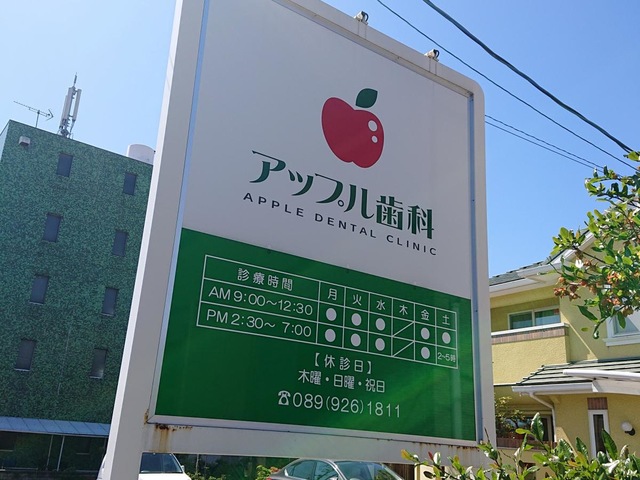 アップル歯科
APPLE DENTAL CLINIC
診療時間 月 火 水 木 金 土
AM 9:00～12:30 ● ● ● ／ ● ●
PM 2:30～ 7:00 ● ● ● ／ ● 2～5時
【休診日】
木曜・日曜・祝日
☎089(926)1811